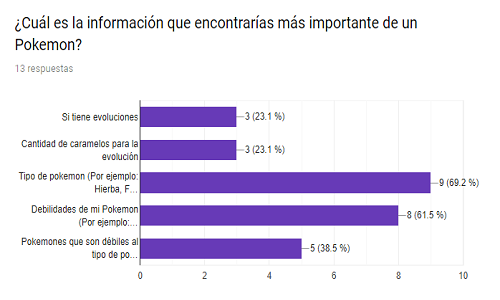 ¿Cuál es la información que encontrarías más importante de un
Pokemon?
13 respuestas
Si tiene evoluciones
3 (23.1 %)
Cantidad de caramelos para la
evolución
3 (23.1 %)
Tipo de pokemon (Por ejemplo:
Hierba, F…
9 (69.2 %)
Debilidades de mi Pokemon
(Por ejemplo:…
8 (61.5 %)
Pokemones que son débiles al
tipo de po…
5 (38.5 %)
0 2 4 6 8 10